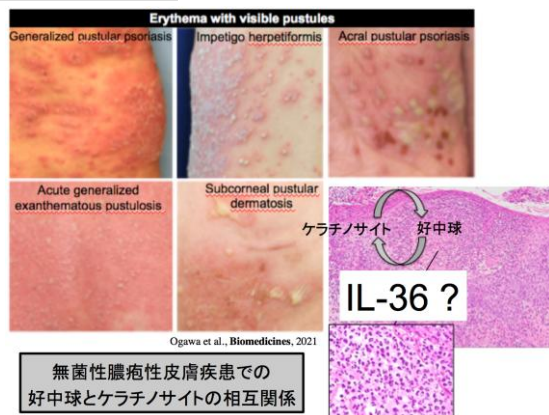 Erythema with visible pustules
Generalized pustular psoriasis
Impetigo herpetiformis
Acral pustular psoriasis
Acute generalized
exanthematous pustulosis
Subcorneal pustular
dermatosis
ケラチノサイト
好中球
IL-36 ?
Ogawa et al., Biomedicines, 2021
無菌性膿疱性皮膚疾患での
好中球とケラチノサイトの相互関係